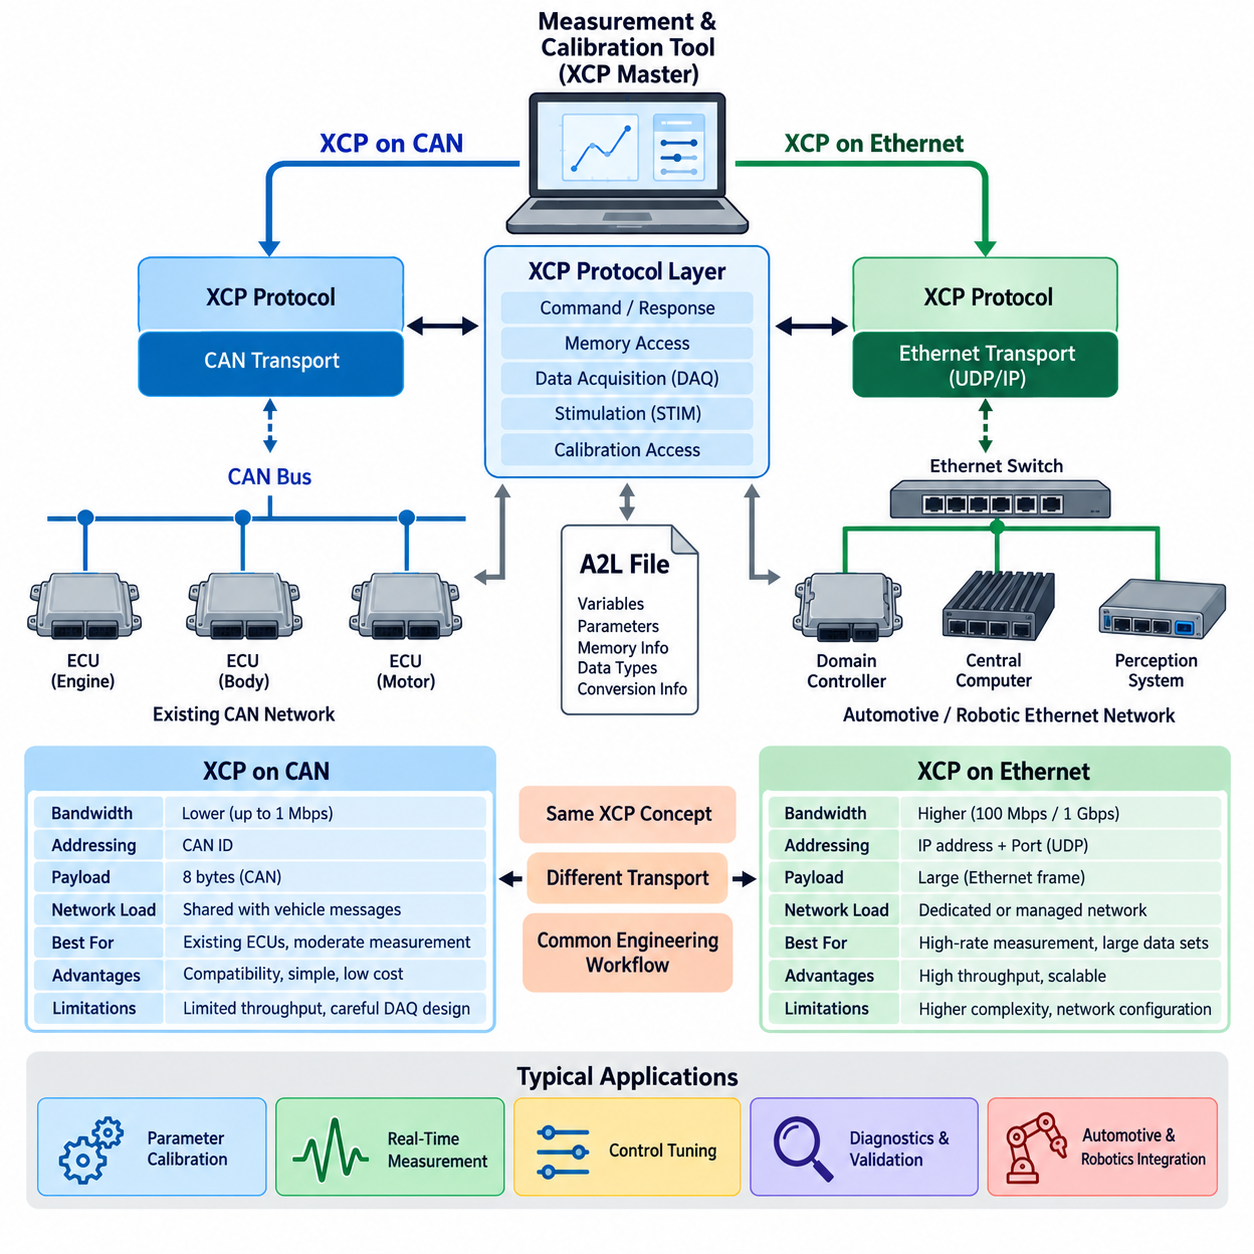 Measurement &
Calibration Tool
(XCP Master)
XCP on CAN
XCP on Ethernet
XCP Protocol
CAN Transport
XCP Protocol Layer
Command / Response
Memory Access
Data Acquisition (DAQ)
Stimulation (STIM)
Calibration Access
XCP Protocol
Ethernet Transport
(UDP/IP)
CAN Bus
Ethernet Switch
ECU
(Engine)
ECU
(Body)
ECU
(Motor)
Existing CAN Network
A2L File
Variables
Parameters
Memory Info
Data Types
Conversion Info
Domain
Controller
Central
Computer
Perception
System
Automotive / Robotic Ethernet Network
XCP on CAN
Bandwidth Lower (up to 1 Mbps)
Addressing CAN ID
Payload 8 bytes (CAN)
Network Load Shared with vehicle messages
Best For Existing ECUs, moderate measurement
Advantages Compatibility, simple, low cost
Limitations Limited throughput, careful DAQ design
Same XCP Concept
Different Transport
Common Engineering
Workflow
XCP on Ethernet
Bandwidth Higher (100 Mbps / 1 Gbps)
Addressing IP address + Port (UDP)
Payload Large (Ethernet frame)
Network Load Dedicated or managed network
Best For High-rate measurement, large data sets
Advantages High throughput, scalable
Limitations Higher complexity, network configuration
Typical Applications
Parameter
Calibration
Real-Time
Measurement
Control Tuning
Diagnostics &
Validation
Automotive &
Robotics Integration